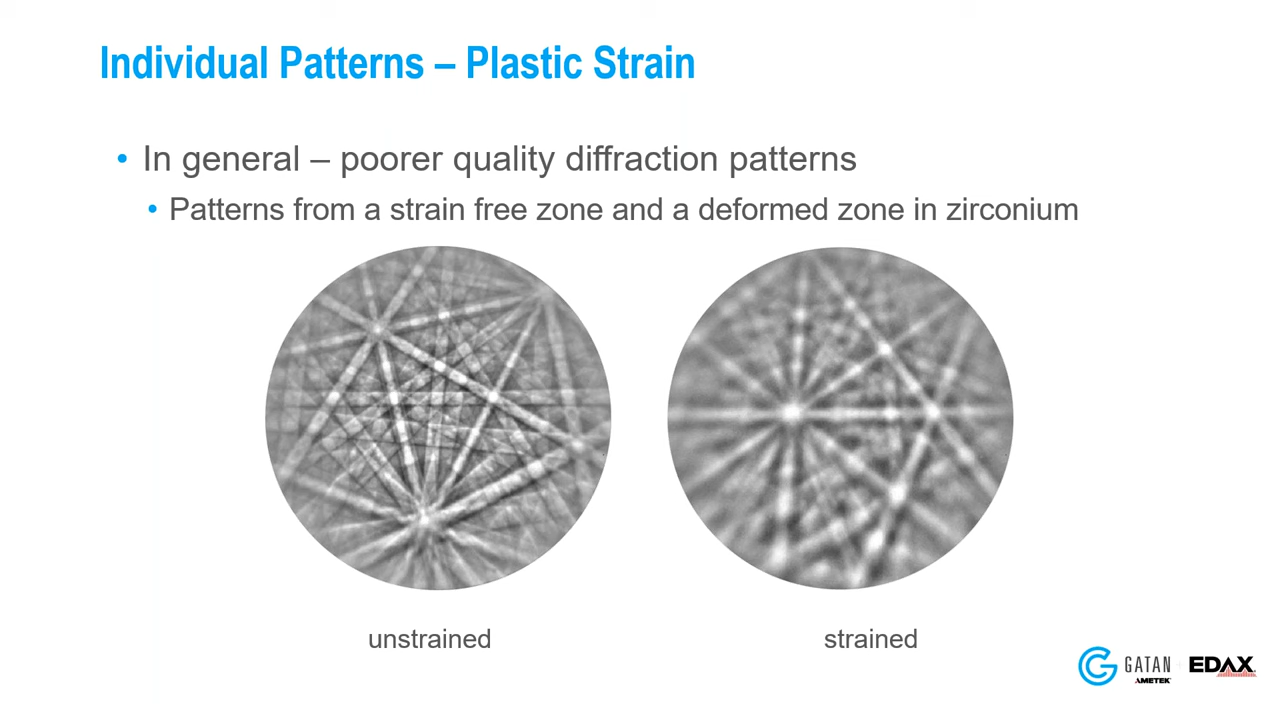 Individual Patterns – Plastic Strain
• In general – poorer quality diffraction patterns
• Patterns from a strain free zone and a deformed zone in zirconium
unstrained
strained
GATAN
AMETEK
EDAX